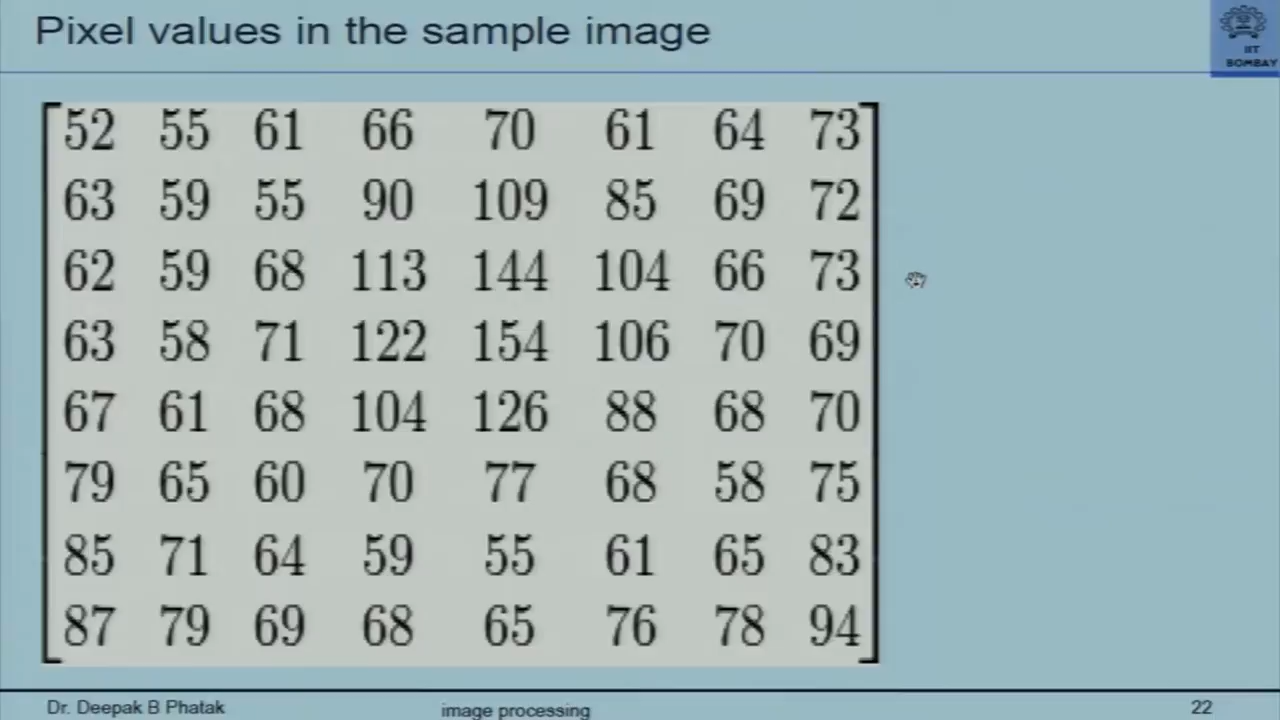 Pixel values in the sample image
IIT
BOMBAY
52 55 61 66 70 61 64 73
63 59 55 90 109 85 69 72
62 59 68 113 144 104 66 73
63 58 71 122 154 106 70 69
67 61 68 104 126 88 68 70
79 65 60 70 77 68 58 75
85 71 64 59 55 61 65 83
87 79 69 68 65 76 78 94
Dr. Deepak B Phatak image processing 22